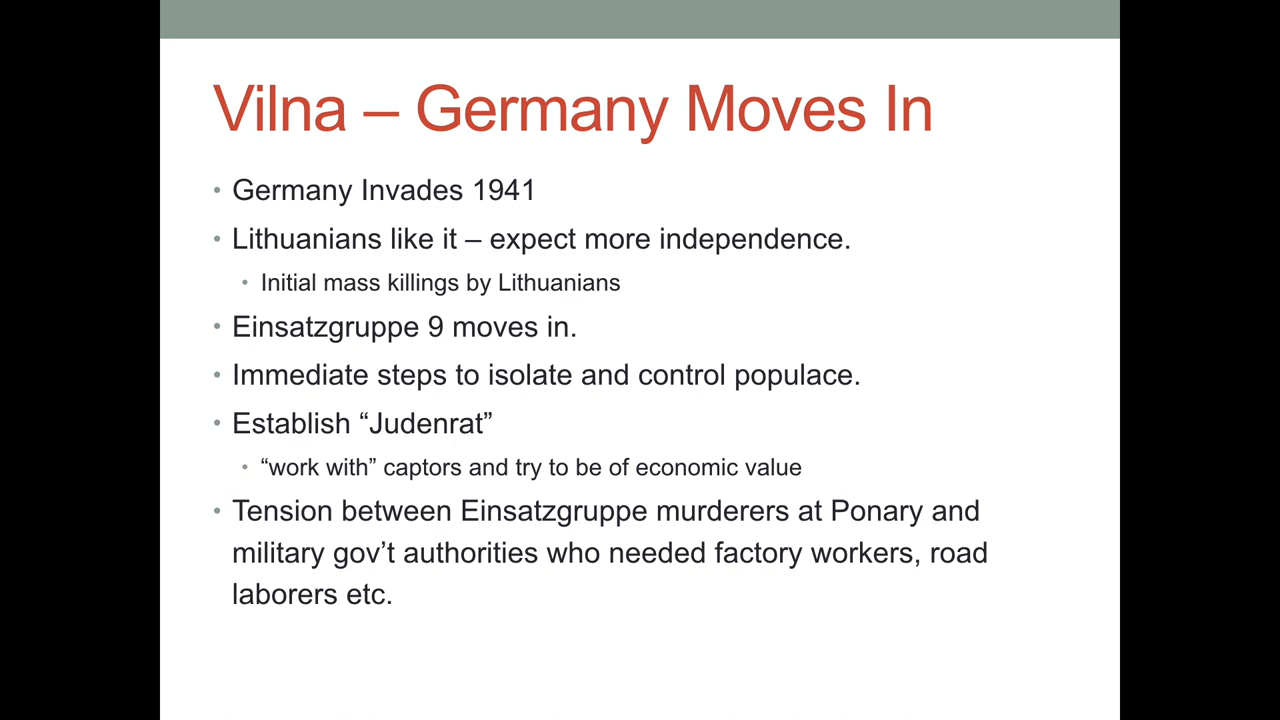 Vilna – Germany Moves In
• Germany Invades 1941
• Lithuanians like it – expect more independence.
• Initial mass killings by Lithuanians
• Einsatzgruppe 9 moves in.
• Immediate steps to isolate and control populace.
• Establish “Judenrat”
• “work with” captors and try to be of economic value
• Tension between Einsatzgruppe murderers at Ponary and
military gov’t authorities who needed factory workers, road
laborers etc.